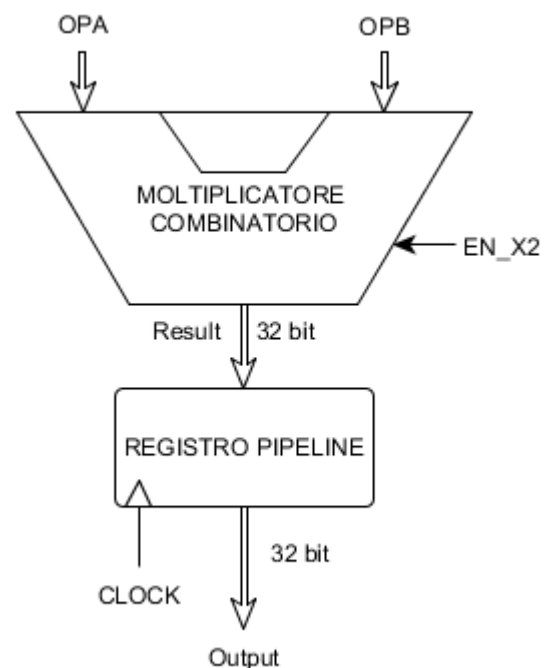 OPA
OPB
MOLTIPLICATORE
COMBINATORIO
EN_X2
Result
32 bit
REGISTRO PIPELINE
32 bit
CLOCK
Output